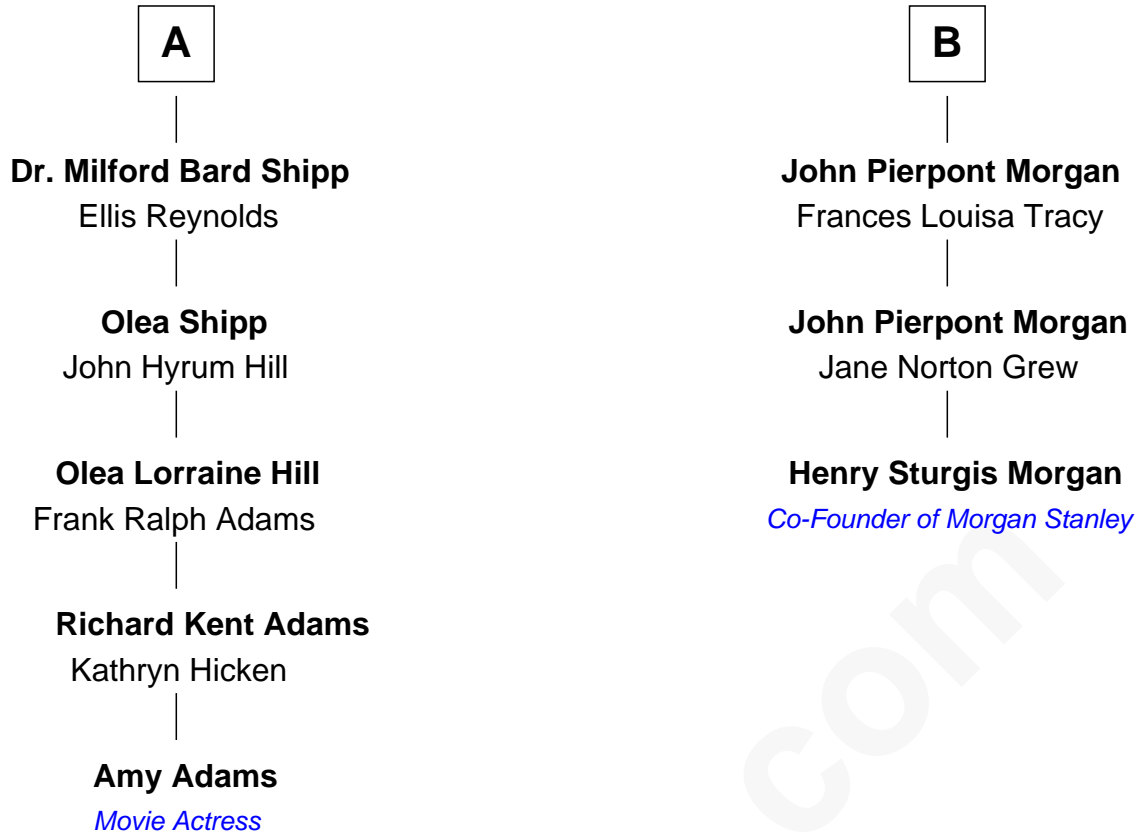 A
Dr. Milford Bard Shipp
Ellis Reynolds
Olea Shipp
John Hyrum Hill
Olea Lorraine Hill
Frank Ralph Adams
Richard Kent Adams
Kathryn Hicken
Amy Adams
Movie Actress
B
John Pierpont Morgan
Frances Louisa Tracy
John Pierpont Morgan
Jane Norton Grew
Henry Sturgis Morgan
Co-Founder of Morgan Stanley
com